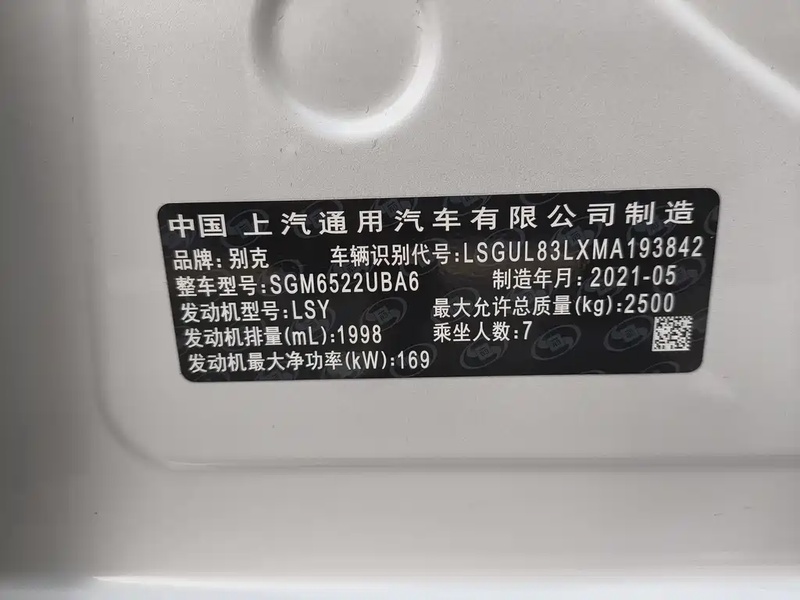 中国 上汽通用汽车有限公司制造
品牌:别克 车辆识别代号:LSGUL83LXMA193842
整车型号:SGM6522UBA6 制造年月:2021-05
发动机型号:LSY 最大允许总质量(kg):2500
发动机排量(mL):1998 乘坐人数:7
发动机最大净功率(kW):169